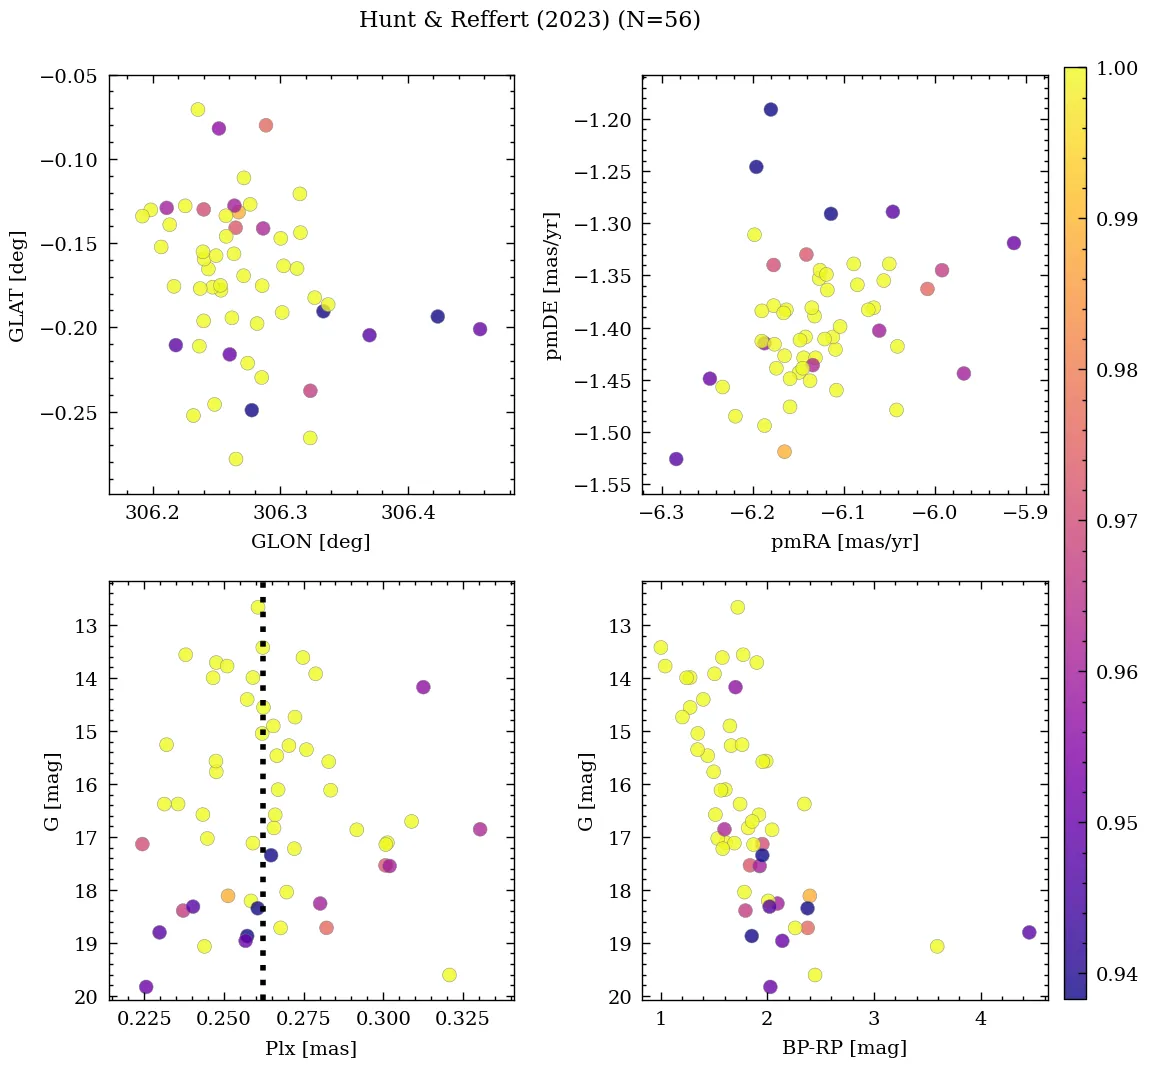 Hunt & Reffert (2023) (N=56)
−0.05
−0.10
−0.15
−0.20
−0.25
GLAT [deg]
306.2 306.3 306.4
GLON [deg]
−1.20
−1.25
−1.30
−1.35
−1.40
−1.45
−1.50
−1.55
pmDE [mas/yr]
−6.3 −6.2 −6.1 −6.0 −5.9
pmRA [mas/yr]
13
14
15
16
17
18
19
20
G [mag]
0.225 0.250 0.275 0.300 0.325
Plx [mas]
13
14
15
16
17
18
19
20
G [mag]
1 2 3 4
BP-RP [mag]
1.00
0.99
0.98
0.97
0.96
0.95
0.94